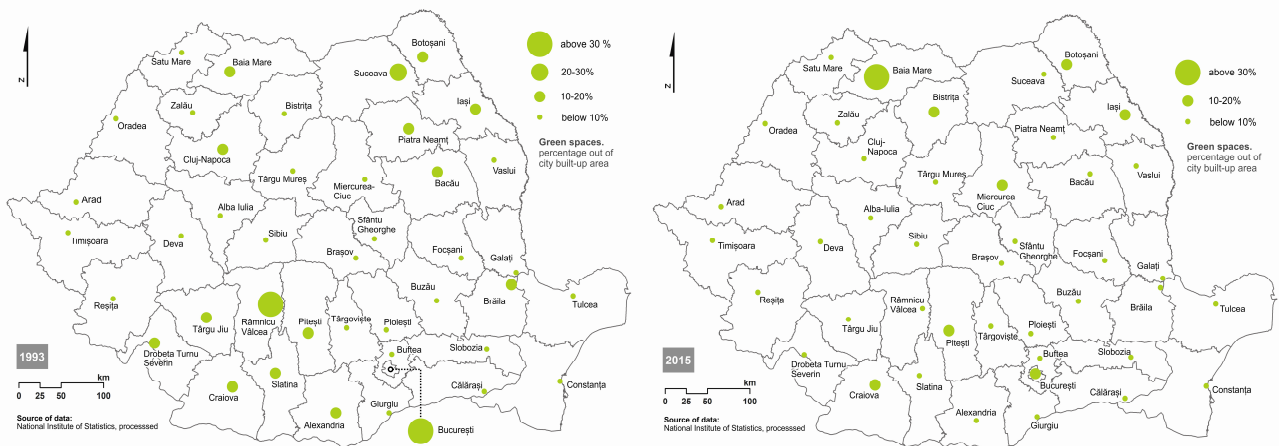 Botoșani
Satu Mare
Baia Mare
Suceava
Zalău
Bistrița
Iași
Oradea
Piatra Neamț
Cluj-Napoca
Târgu Mureș
Miercurea-
Ciuc
Bacău
Vaslui
Arad
Alba Iulia
Sfântu
Gheorghe
Timișoara
Deva
Sibiu
Brașov
Focșani
Galați
Reșița
Buzău
Brăila
Tulcea
Târgu Jiu
Râmnicu
Vâlcea
Pitești
Târgoviște
Ploiești
Drobeta Turnu
Severin
Buftea
Slobozia
Slatina
Craiova
Călărași
Constanța
Giurgiu
Alexandria
București
N
above 30 %
20-30%
10-20%
below 10%
Green spaces.
percentage out of
city built-up area
1993
km
0 25 50 100
Source of data:
National Institute of Statistics, processsed
Botoșani
Satu Mare
Baia Mare
Suceava
Bistrița
Iași
Zalău
Oradea
Piatra Neamț
Cluj-
Napoca
Târgu Mureș
Miercurea
Ciuc
Bacău
Vaslui
Arad
Alba-Iulia
Timișoara
Deva
Sibiu
Sfântu
Gheorghe
Brașov
Focșani
Galați
Reșița
Râmnicu
Vâlcea
Buzău
Brăila
Tulcea
Târgu Jiu
Pitești
Târgoviște
Ploiești
Drobeta Turnu
Severin
Buftea
Slobozia
București
Slatina
Craiova
Călărași
Constanța
Giurgiu
Alexandria
N
above 30%
10-20%
below 10%
Green spaces.
percentage out of
city built-up area
2015
km
0 26 50 100
Source of data:
National Institute of Statistics, processsed